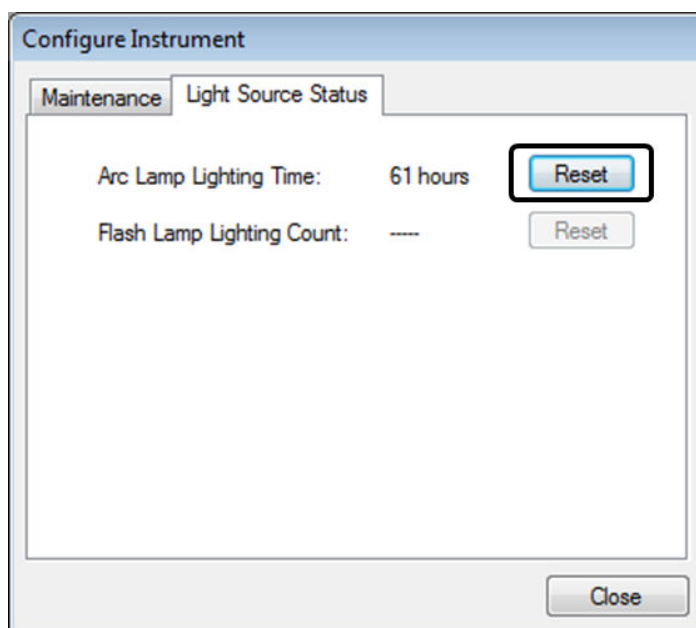 Configure Instrument
Maintenance Light Source Status
Arc Lamp Lighting Time: 61 hours Reset
Flash Lamp Lighting Count: ----- Reset
Close